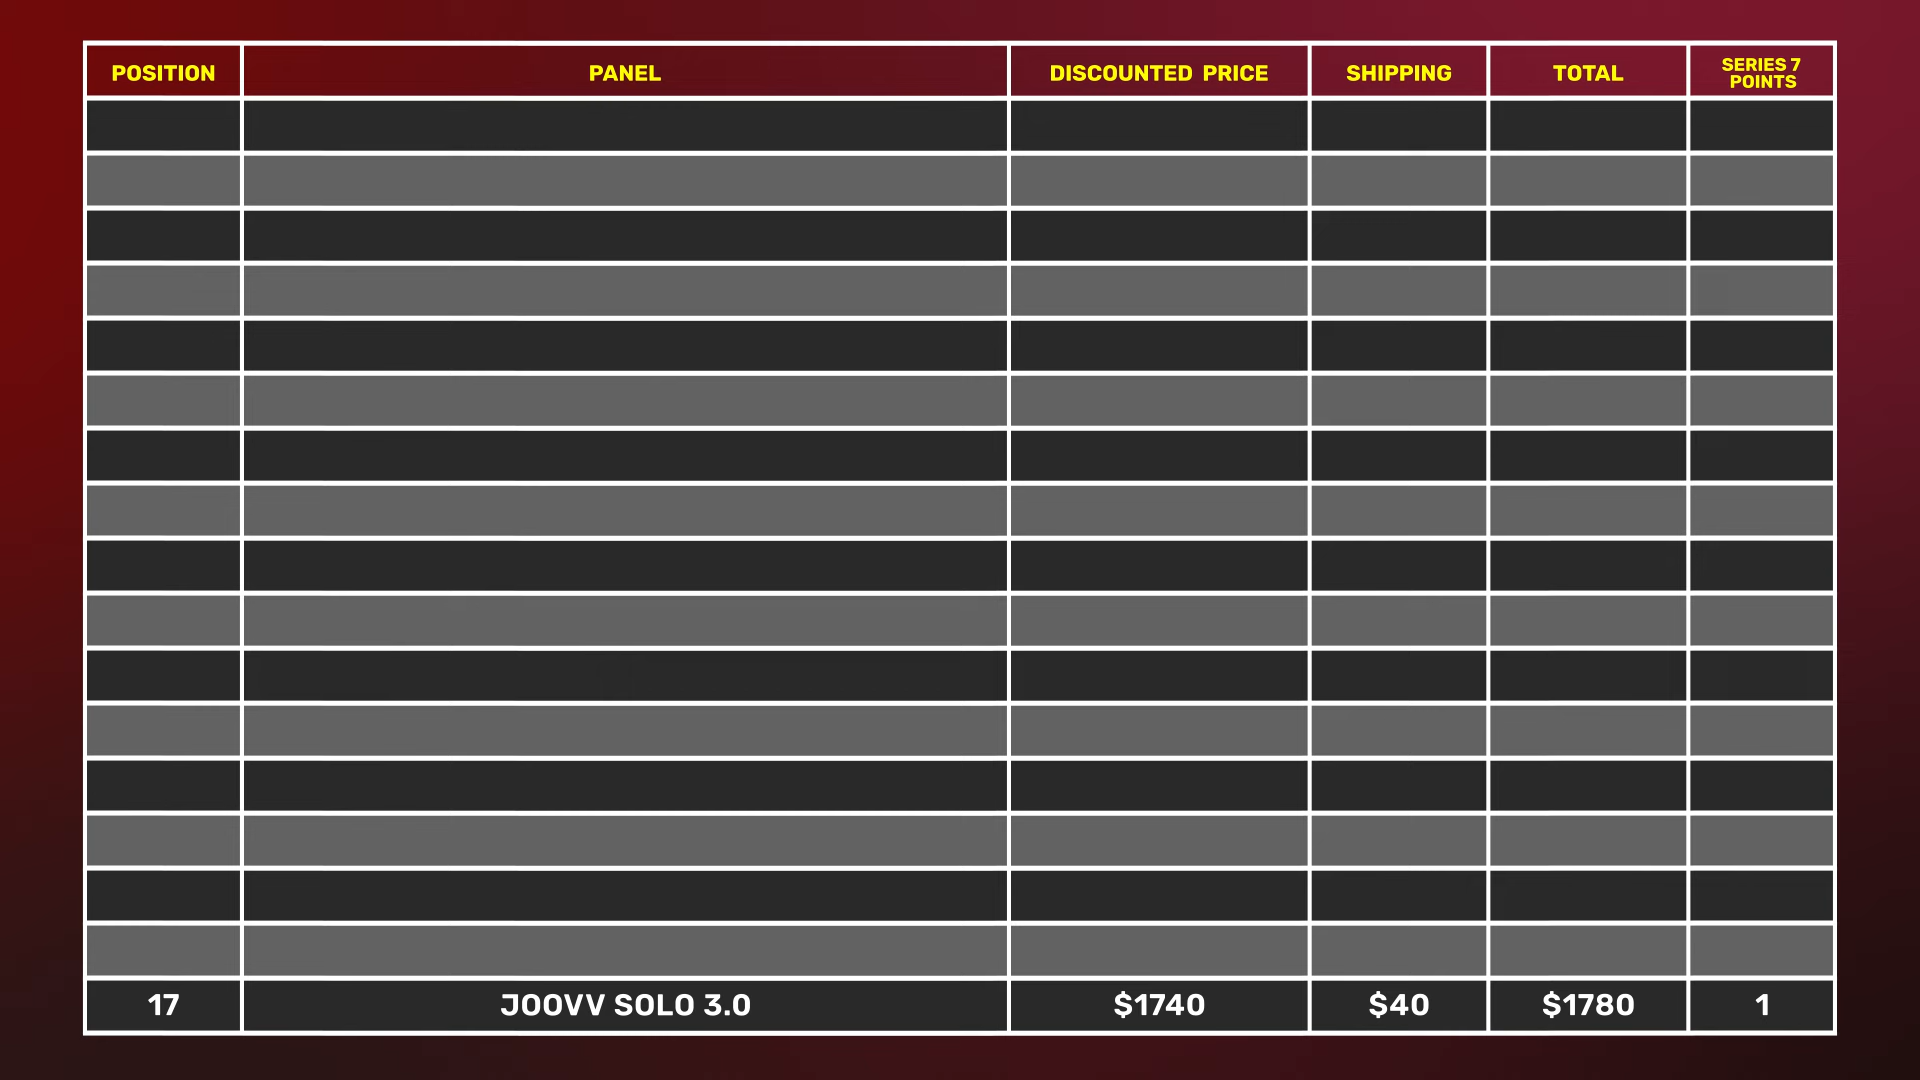 POSITION PANEL DISCOUNTED PRICE SHIPPING TOTAL SERIES 7
POINTS
17 JOOVV SOLO 3.0 $1740 $40 $1780 1